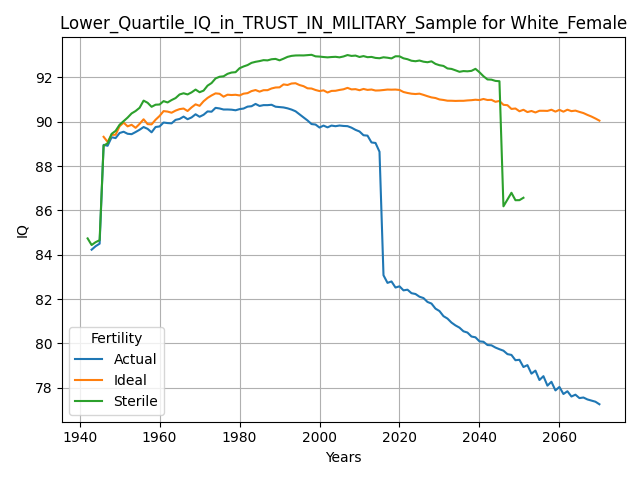 Lower_Quartile_IQ_in_TRUST_IN_MILITARY_Sample for White_Female
92
90
88
86
84
82
80
78
IQ
Fertility
Actual
Ideal
Sterile
1940
1960
1980
2000
2020
2040
2060
Years